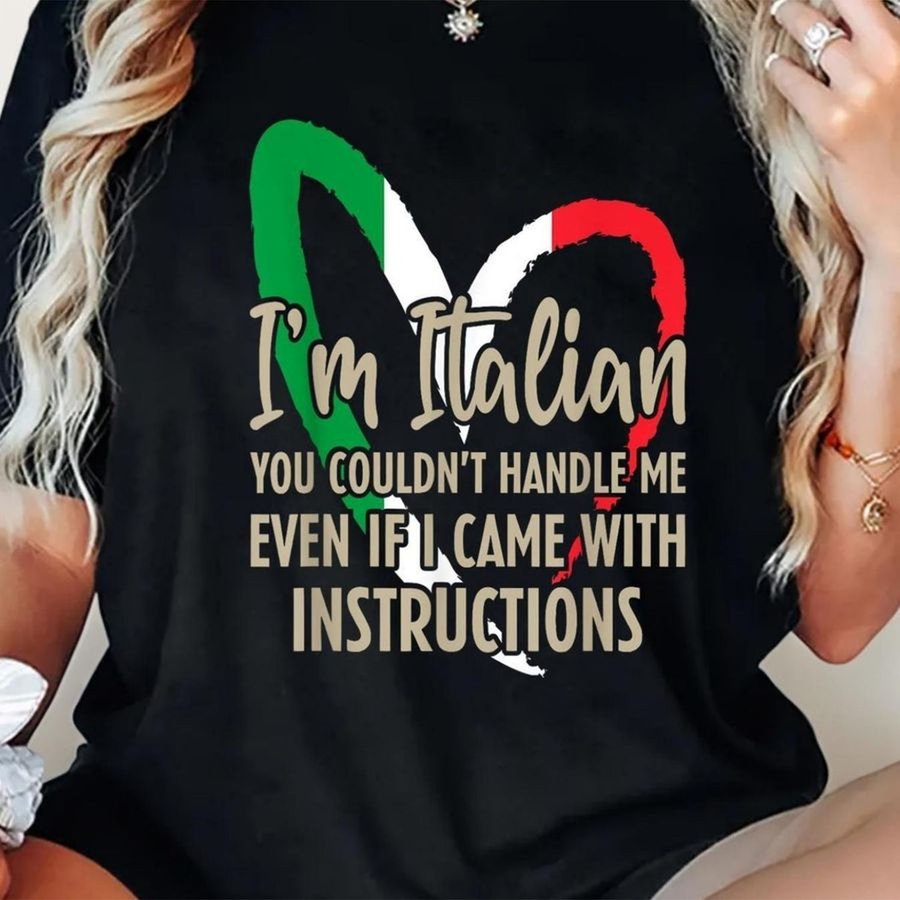 I'm Italian
YOU COULDN'T HANDLE ME
EVEN IF I CAME WITH
INSTRUCTIONS